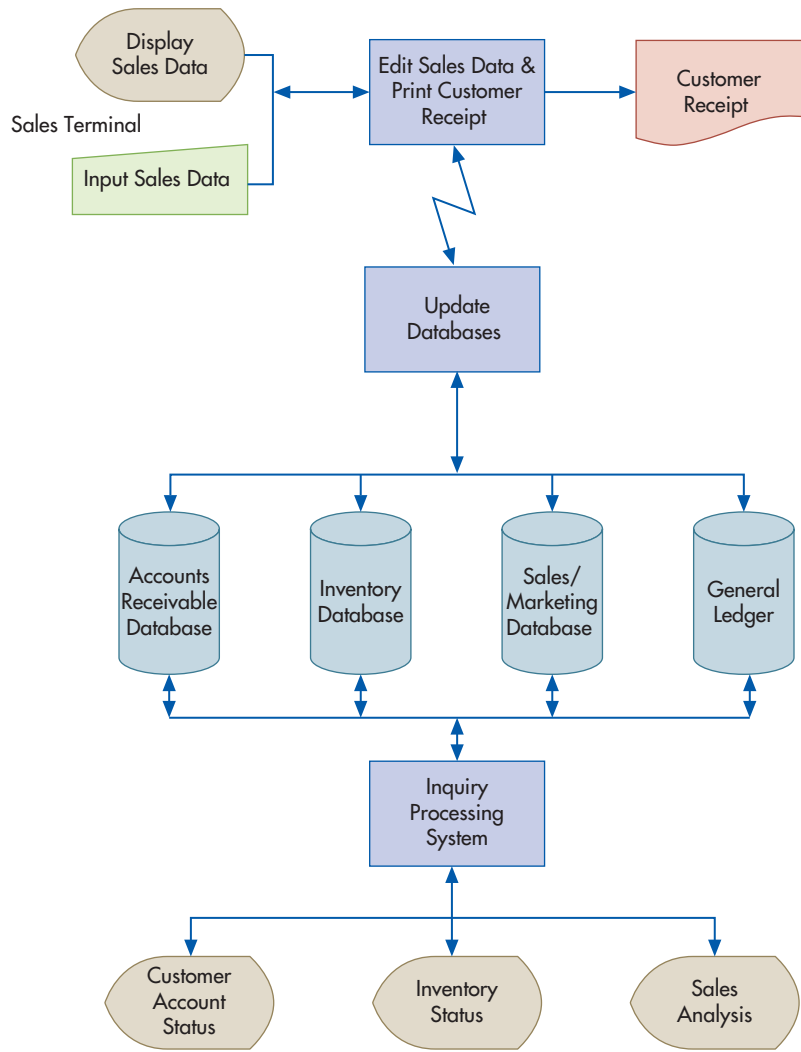 Display
Sales Data
Edit Sales Data &
Print Customer
Receipt
Customer
Receipt
Sales Terminal
Input Sales Data
Update
Databases
Accounts
Receivable
Database
Inventory
Database
Sales/
Marketing
Database
General
Ledger
Inquiry
Processing
System
Customer
Account
Status
Inventory
Status
Sales
Analysis